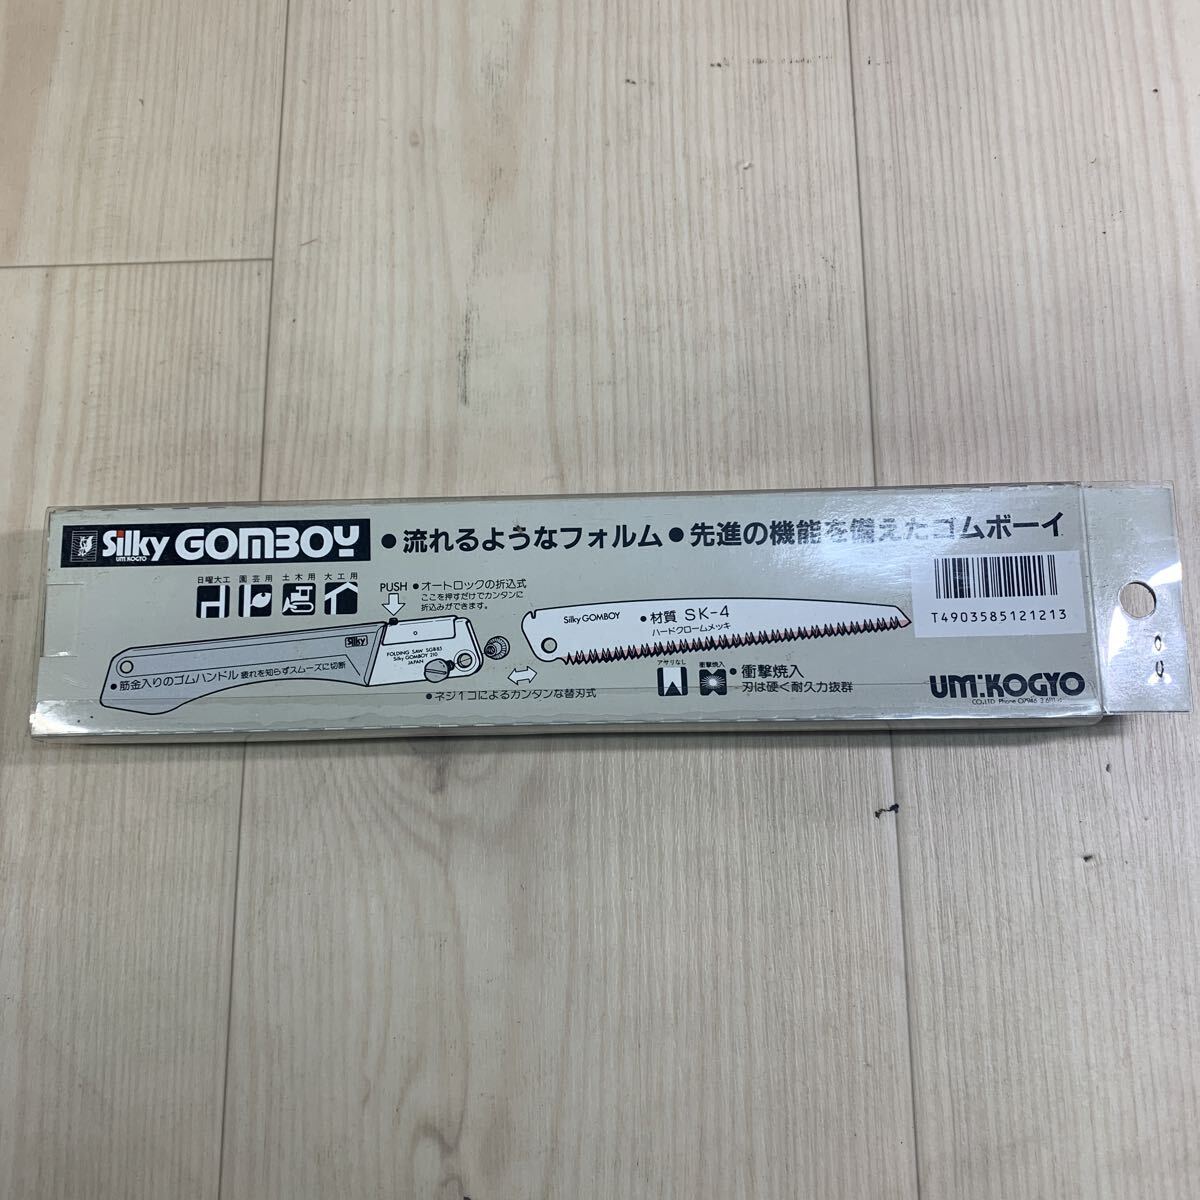 Silky GOMBOY
UM・KOGYO
●流れるようなフォルム●先進の機能を備えたゴムボーイ
日曜大工 園芸用 土木用 大工用
PUSH
●オートロックの折込式
ここを押すだけでカンタンに
折込みができます。
Silky
FOLDING SAW SGB85
Silky GOMBOY 210
JAPAN
●筋金入りのゴムハンドル 疲れを知らずスムーズに切断
●ネジ1コによるカンタンな替刃式
Silky GOMBOY
●材質 SK-4
ハードクロームメッキ
アサリなし
衝撃焼入
●衝撃焼入
刃は硬く耐久力抜群
T4903585121213
UM・KOGYO
CO.,LTD. Phone 07946